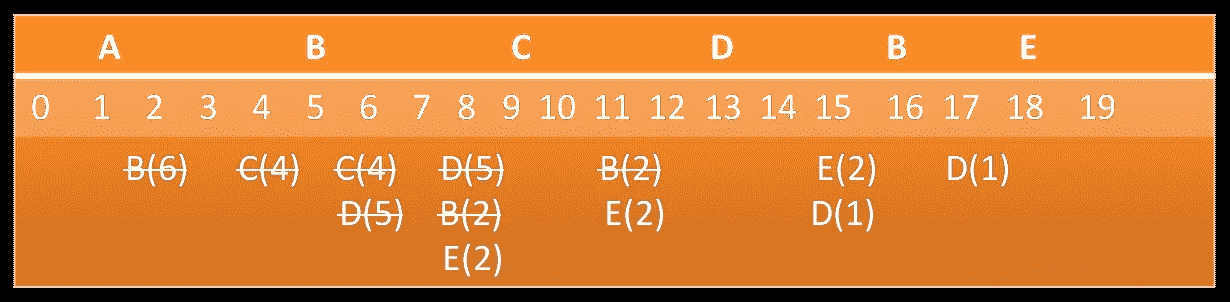 A B C D B E
0 1 2 3 4 5 6 7 8 9 10 11 12 13 14 15 16 17 18 19
B(6) C(4) C(4) D(5) B(2) E(2) D(1)
D(5) B(2) E(2) D(1)
E(2)